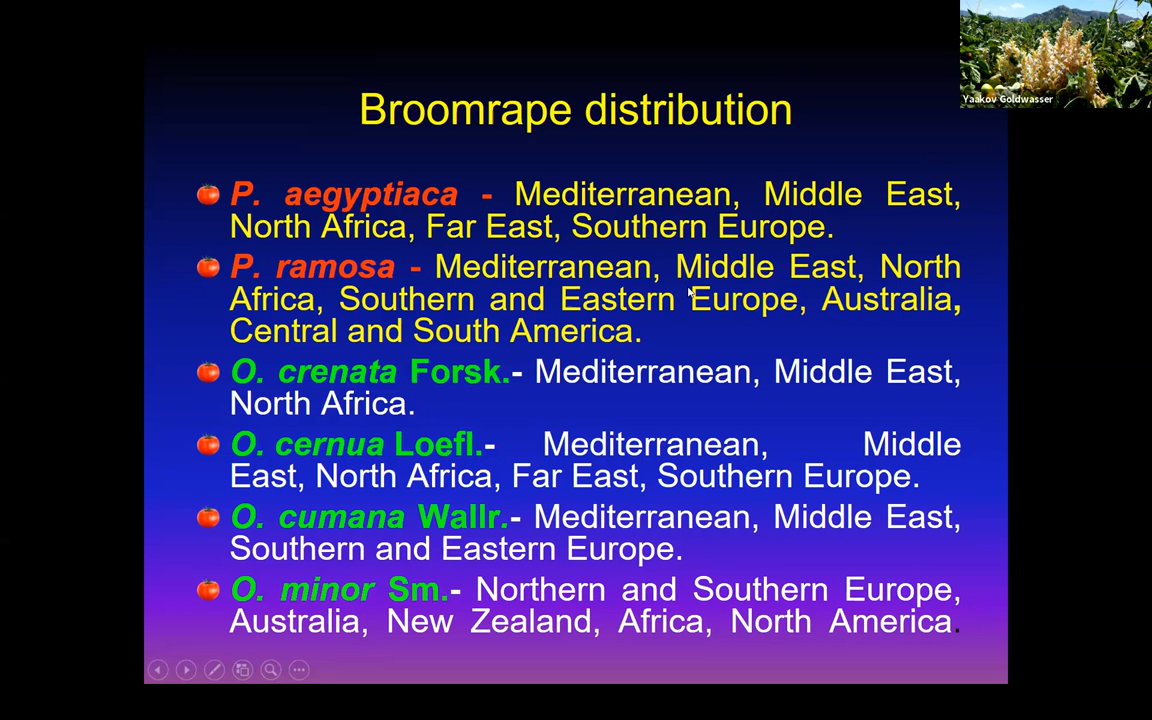 Yaakov Goldwasser
Broomrape distribution
P. aegyptiaca - Mediterranean, Middle East,
North Africa, Far East, Southern Europe.
P. ramosa - Mediterranean, Middle East, North
Africa, Southern and Eastern Europe, Australia,
Central and South America.
O. crenata Forsk.- Mediterranean, Middle East,
North Africa.
O. cernua Loefl.- Mediterranean, Middle
East, North Africa, Far East, Southern Europe.
O. cumana Wallr.- Mediterranean, Middle East,
Southern and Eastern Europe.
O. minor Sm.- Northern and Southern Europe,
Australia, New Zealand, Africa, North America.